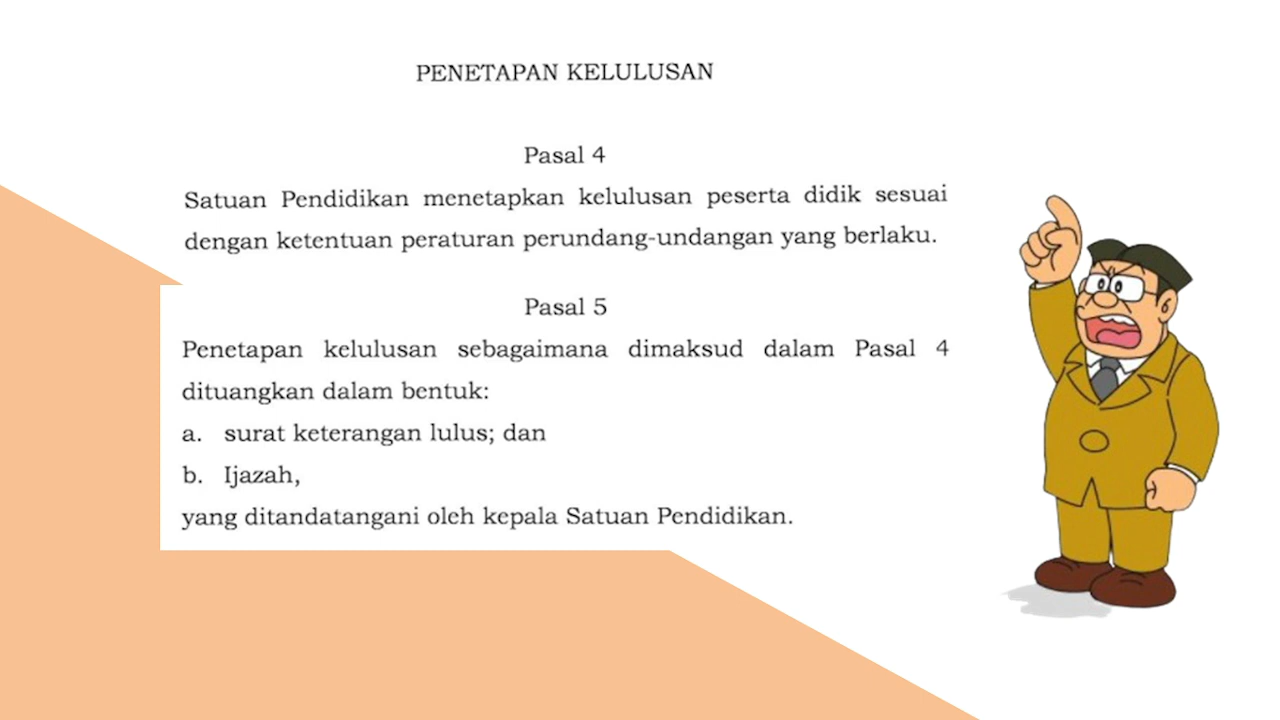 PENETAPAN KELULUSAN
Pasal 4
Satuan Pendidikan menetapkan kelulusan peserta didik sesuai
dengan ketentuan peraturan perundang-undangan yang berlaku.
Pasal 5
Penetapan kelulusan sebagaimana dimaksud dalam Pasal 4
dituangkan dalam bentuk:
a. surat keterangan lulus; dan
b. Ijazah,
yang ditandatangani oleh kepala Satuan Pendidikan.